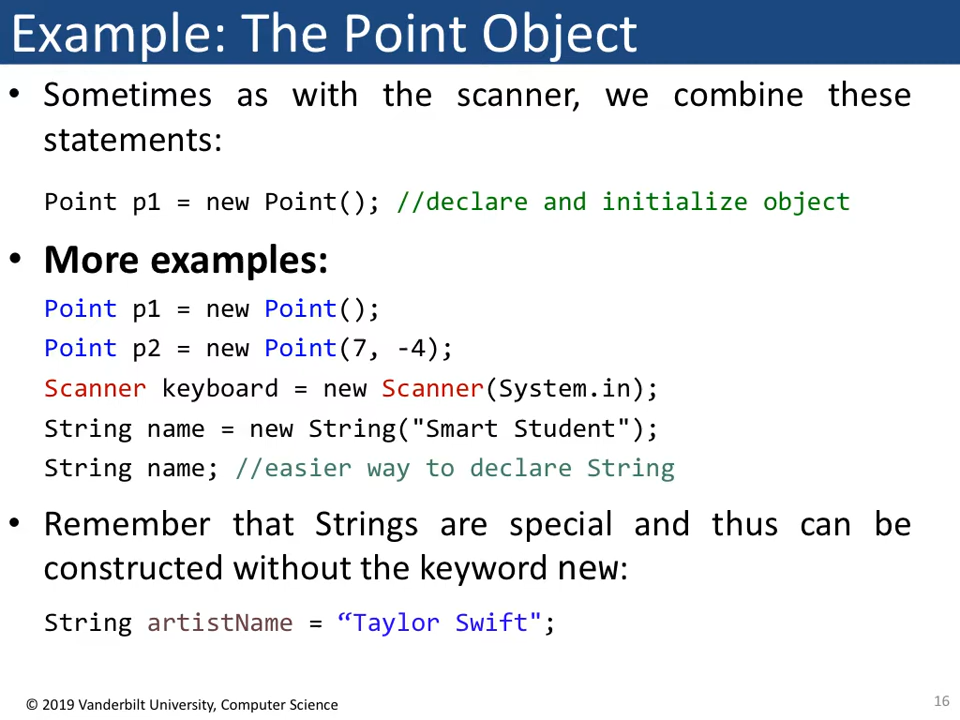 Example: The Point Object
• Sometimes as with the scanner, we combine these
statements:
Point p1 = new Point(); //declare and initialize object
• More examples:
Point p1 = new Point();
Point p2 = new Point(7, -4);
Scanner keyboard = new Scanner(System.in);
String name = new String("Smart Student");
String name; //easier way to declare String
• Remember that Strings are special and thus can be
constructed without the keyword new:
String artistName = “Taylor Swift";
© 2019 Vanderbilt University, Computer Science
16